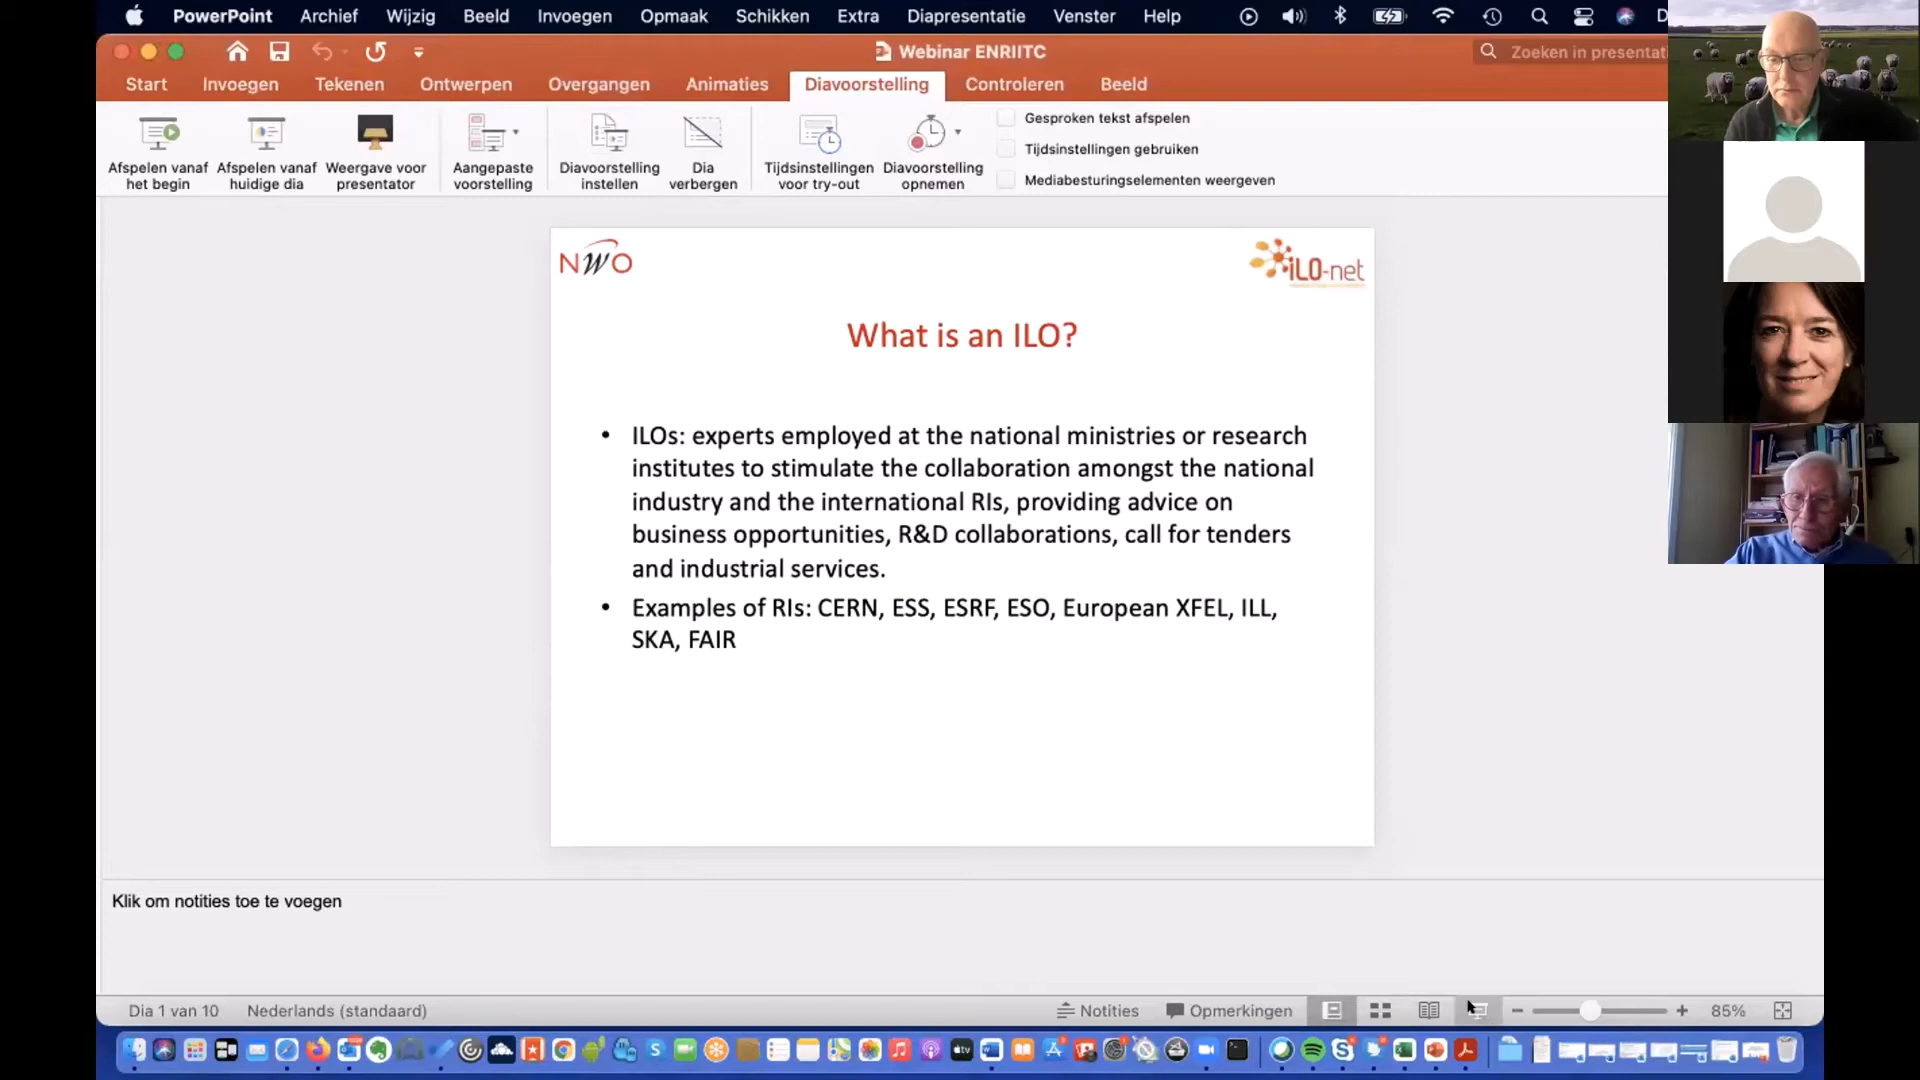 PowerPoint Archief Wijzig Beeld Invoegen Opmaak Schikken Extra Diapresentatie Venster Help
Webinar ENRIITC
Zoeken in presentati
Start Invoegen Tekenen Ontwerpen Overgangen Animaties Diavoorstelling Controleren Beeld
Afspelen vanaf het begin
Afspelen vanaf huidige dia
Weergave voor presentator
Aangepaste voorstelling
Diavoorstelling instellen
Dia verbergen
Tijdsinstellingen voor try-out
Diavoorstelling opnemen
Gesproken tekst afspelen
Tijdsinstellingen gebruiken
Mediabesturingselementen weergeven
NWO
iLO-net
What is an ILO?
• ILOs: experts employed at the national ministries or research
institutes to stimulate the collaboration amongst the national
industry and the international RIs, providing advice on
business opportunities, R&D collaborations, call for tenders
and industrial services.
• Examples of RIs: CERN, ESS, ESRF, ESO, European XFEL, ILL,
SKA, FAIR
Klik om notities toe te voegen
Dia 1 van 10 Nederlands (standaard) Notities Opmerkingen 85%